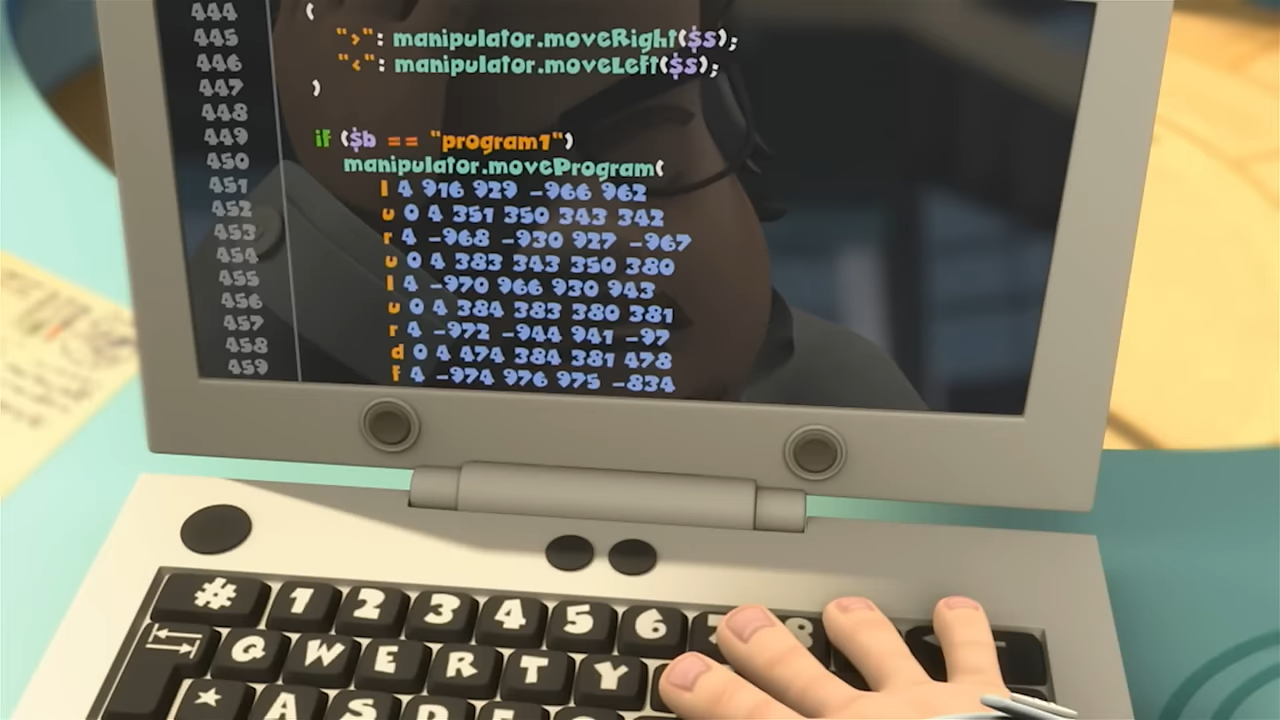 444 (
445 ">": manipulator.moveRight($s);
446 "<": manipulator.moveLeft($s);
447 )
448
449 if ($b == "program1")
450 manipulator.moveProgram(
451 l 4 916 929 -966 962
452 u 0 4 351 350 343 342
453 r 4 -968 -930 927 -967
454 u 0 4 383 343 350 380
455 l 4 -970 966 930 943
456 u 0 4 384 383 380 381
457 r 4 -972 -944 941 -97
458 d 0 4 474 384 381 478
459 f 4 -974 976 975 -834
# 1 2 3 4 5 6 7 8
Q W E R T Y
* A S D F